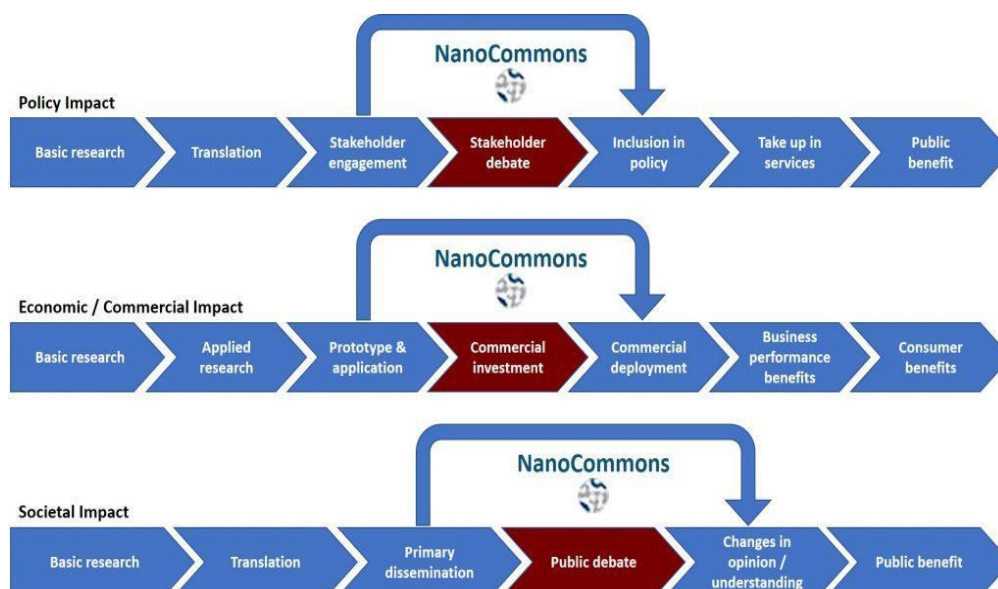 NanoCommons
Policy Impact
Basic research
Translation
Stakeholder
engagement
Stakeholder
debate
Inclusion in
policy
Take up in
services
Public
benefit
NanoCommons
Economic / Commercial Impact
Basic research
Applied
research
Prototype &
application
Commercial
investment
Commercial
deployment
Business
performance
benefits
Consumer
benefits
NanoCommons
Societal Impact
Basic research
Translation
Primary
dissemination
Public debate
Changes in
opinion /
understanding
Public benefit